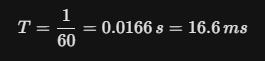 T = 1/60 = 0.0166 s = 16.6 ms